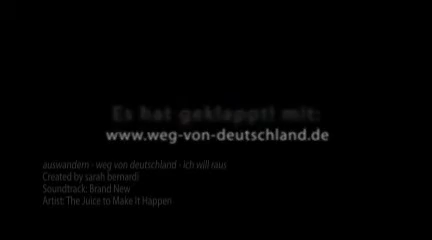 Es hat geklappt! mit:
www.weg-von-deutschland.de
auswandern - weg von deutschland - ich will raus
Created by sarah bernardi
Soundtrack: Brand New
Artist: The Juice to Make it Happen